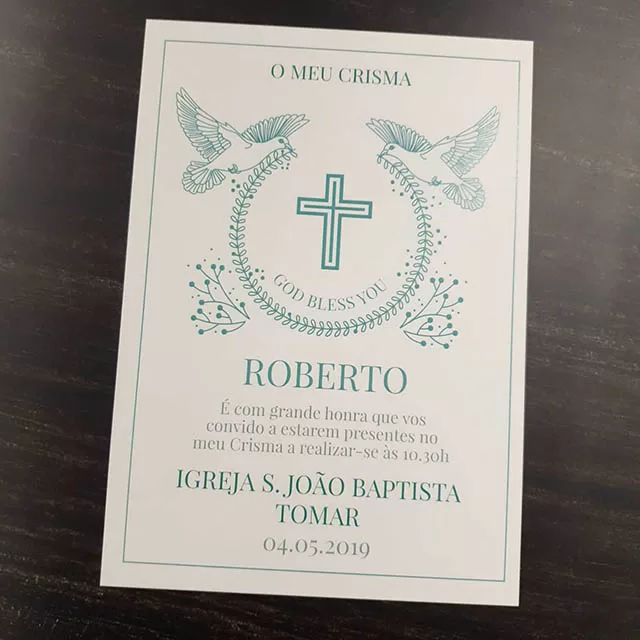 O MEU CRISMA
GOD BLESS YOU
ROBERTO
É com grande honra que vos
convido a estarem presentes no
meu Crisma a realizar-se às 10.30h
IGREJA S. JOÃO BAPTISTA
TOMAR
04.05.2019